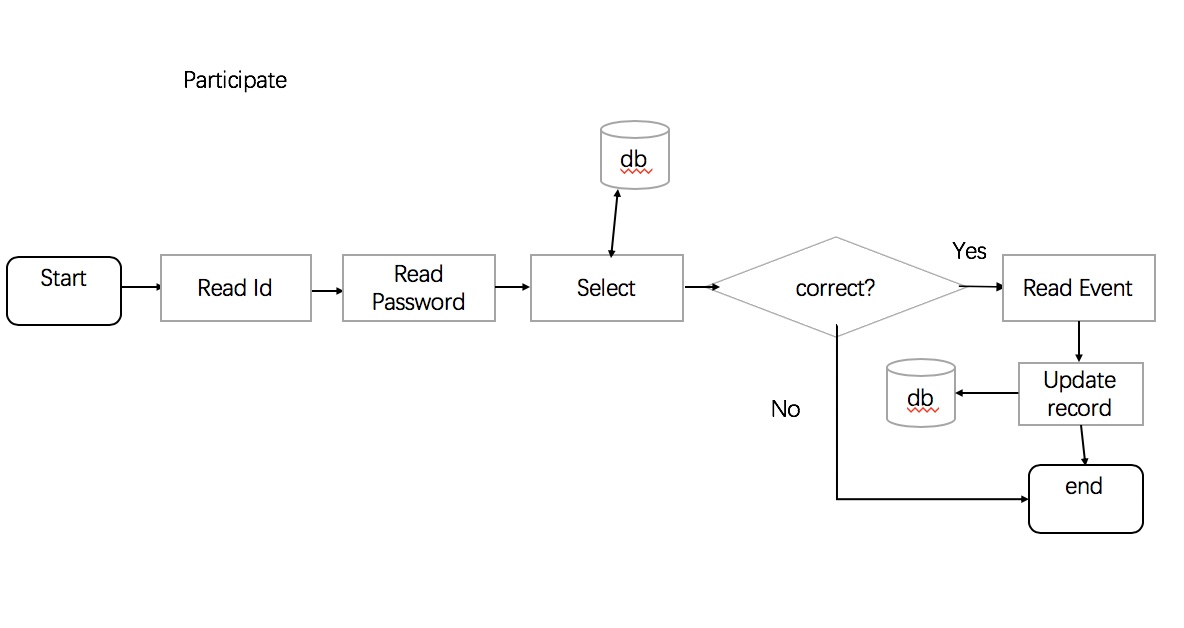 Participate
db
Start
Read Id
Read
Password
Select
correct?
Yes
Read Event
No
db
Update
record
end